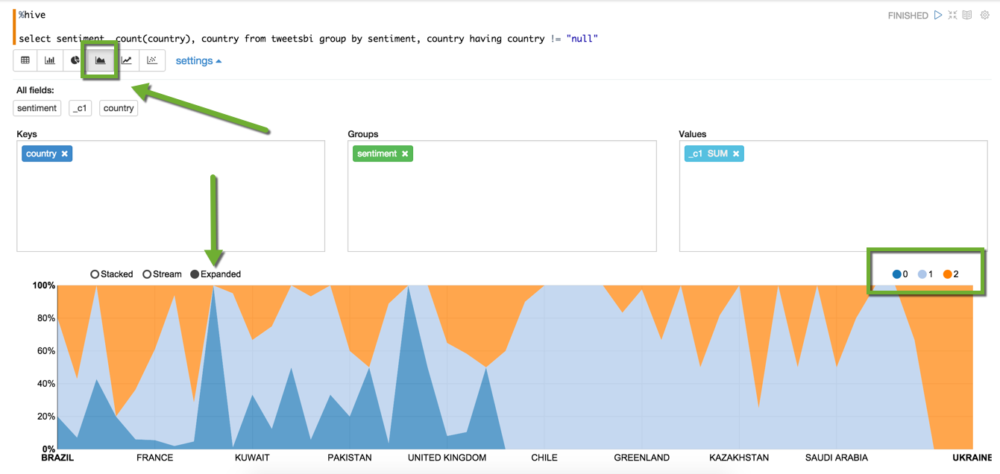 %hive
FINISHED
select sentiment, count(country), country from tweetsbi group by sentiment, country having country != "null"
settings
All fields:
sentiment _c1 country
Keys Groups Values
country sentiment _c1 SUM
Stacked Stream Expanded 0 1 2
100%
80%
60%
40%
20%
0%
BRAZIL FRANCE KUWAIT PAKISTAN UNITED KINGDOM CHILE GREENLAND KAZAKHSTAN SAUDI ARABIA UKRAINE